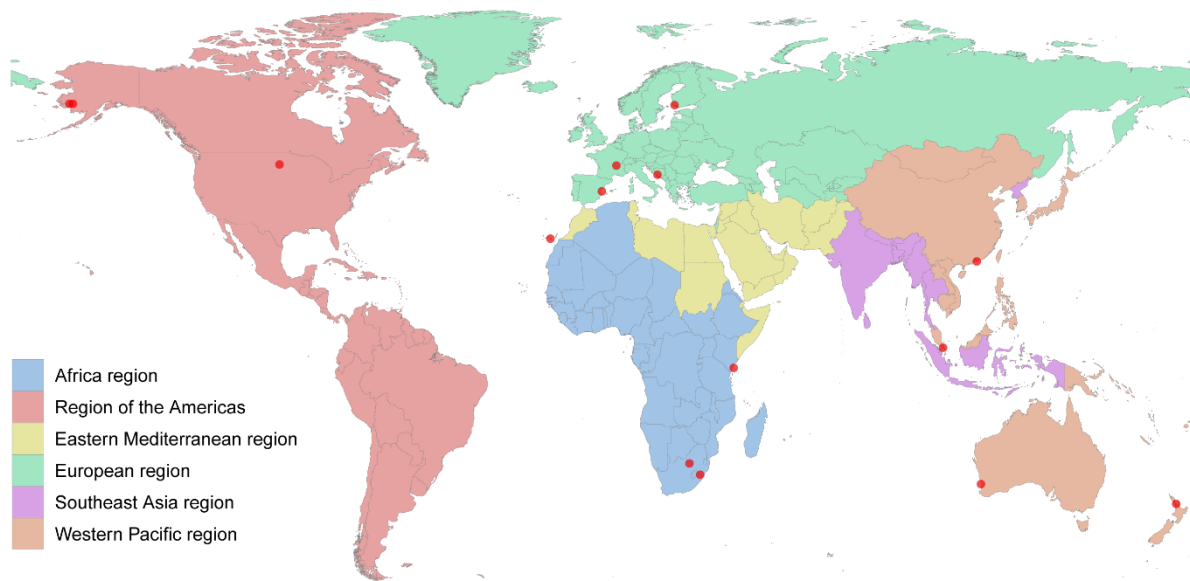 Africa region
Region of the Americas
Eastern Mediterranean region
European region
Southeast Asia region
Western Pacific region